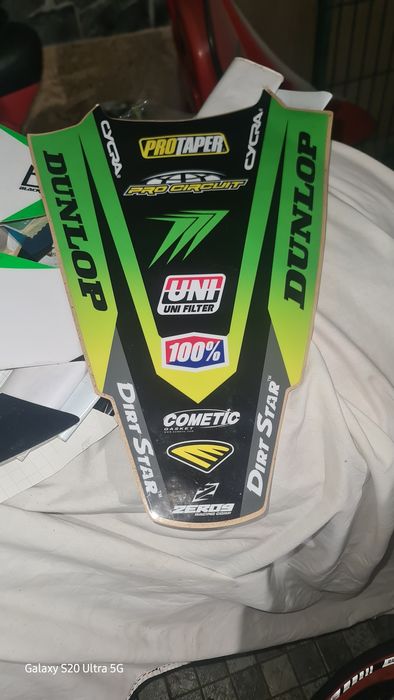 CYCRA
PROTAPER
CYCRA
PRO CIRCUIT
DUNLOP
DUNLOP
UNI
UNI FILTER
100%
COMETIC
GASKET
DIRT STAR
DIRT STAR
ZERO9
BLACK
Galaxy S20 Ultra 5G